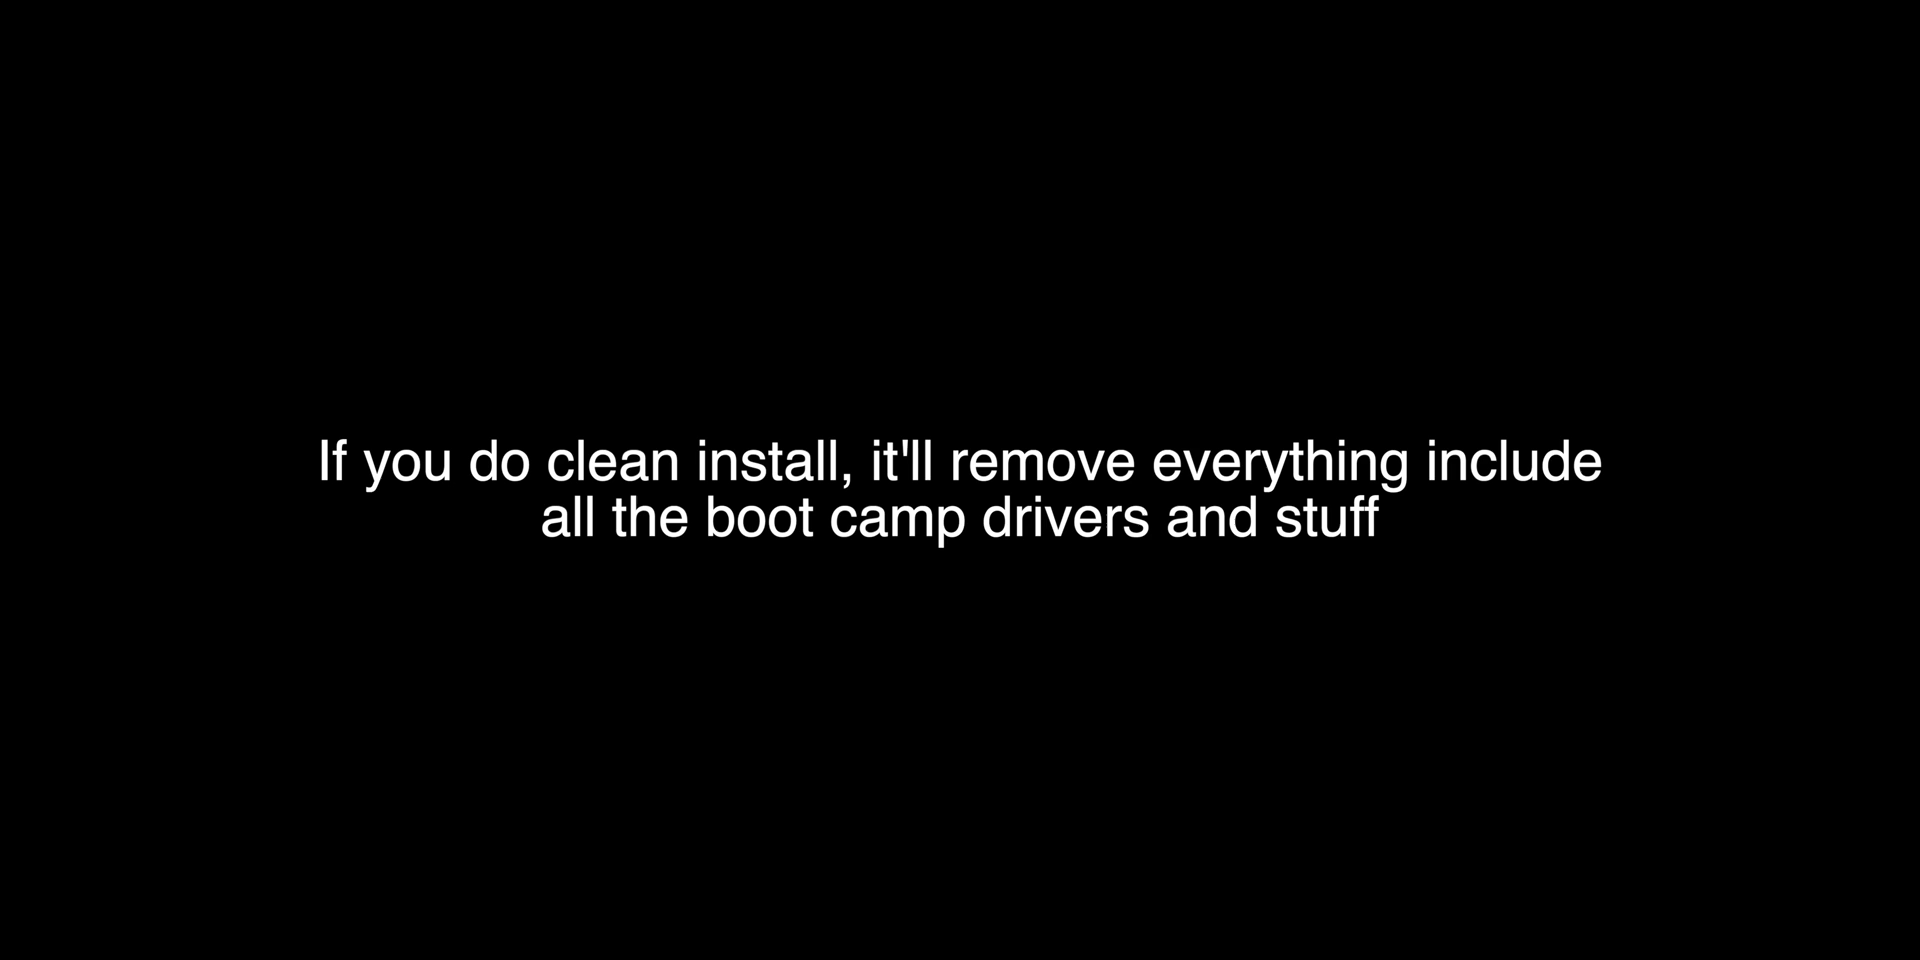 If you do clean install, it'll remove everything include
all the boot camp drivers and stuff